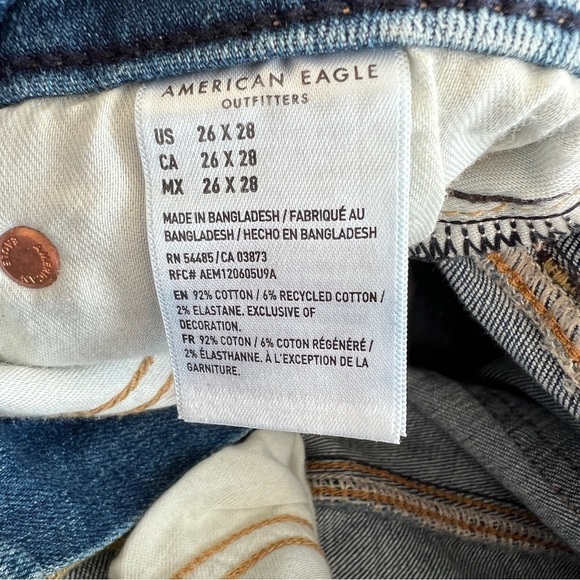 AMERICAN EAGLE
OUTFITTERS
US 26 X 28
CA 26 X 28
MX 26 X 28
MADE IN BANGLADESH / FABRIQUÉ AU
BANGLADESH / HECHO EN BANGLADESH
RN 54485/CA 03873
RFC# AEM120605U9A
EN 92% COTTON / 6% RECYCLED COTTON /
2% ELASTANE. EXCLUSIVE OF
DECORATION.
FR 92% COTON / 6% COTON RÉGÉNÉRÉ /
2% ÉLASTHANNE. À L'EXCEPTION DE LA
GARNITURE.